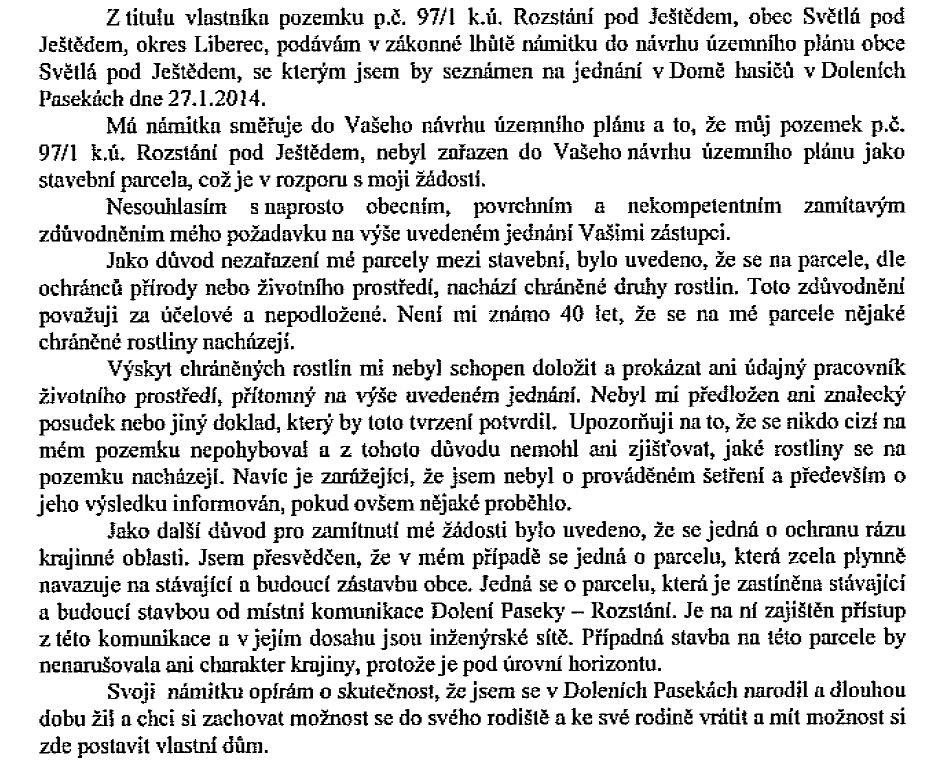 Z titulu vlastníka pozemku p.č. 97/1 k.ú. Rozstání pod Ještědem, obec Světlá pod
Ještědem, okres Liberec, podávám v zákonné lhůtě námitku do návrhu územního plánu obce
Světlá pod Ještědem, se kterým jsem by seznámen na jednání v Domě hasičů v Doleních
Pasekách dne 27.1.2014.
Má námitka směřuje do Vašeho návrhu územního plánu a to, že můj pozemek p.č.
97/1 k.ú. Rozstání pod Ještědem, nebyl zařazen do Vašeho návrhu územního plánu jako
stavební parcela, což je v rozporu s moji žádostí.
Nesouhlasím s naprosto obecním, povrchním a nekompetentním zamítavým
zdůvodněním mého požadavku na výše uvedeném jednání Vašimi zástupci.
Jako důvod nezařazení mé parcely mezi stavební, bylo uvedeno, že se na parcele, dle
ochránců přírody nebo životního prostředí, nachází chráněné druhy rostlin. Toto zdůvodnění
považuji za účelové a nepodložené. Není mi známo 40 let, že se na mé parcele nějaké
chráněné rostliny nacházejí.
Výskyt chráněných rostlin mi nebyl schopen doložit a prokázat ani údajný pracovník
životního prostředí, přítomný na výše uvedeném jednání. Nebyl mi předložen ani znalecký
posudek nebo jiný doklad, který by toto tvrzení potvrdil. Upozorňuji na to, že se nikdo cizí na
mém pozemku nepohyboval a z tohoto důvodu nemohl ani zjišťovat, jaké rostliny se na
pozemku nacházejí. Navíc je zarážející, že jsem nebyl o prováděném šetření a především o
jeho výsledku informován, pokud ovšem nějaké proběhlo.
Jako další důvod pro zamítnutí mé žádosti bylo uvedeno, že se jedná o ochranu rázu
krajinné oblasti. Jsem přesvědčen, že v mém případě se jedná o parcelu, která zcela plynně
navazuje na stávající a budoucí zástavbu obce. Jedná se o parcelu, která je zastíněna stávající
a budoucí stavbou od místní komunikace Dolení Paseky – Rozstání. Je na ní zajištěn přístup
z této komunikace a v jejím dosahu jsou inženýrské sítě. Případná stavba na této parcele by
nenarušovala ani charakter krajiny, protože je pod úrovní horizontu.
Svoji námitku opírám o skutečnost, že jsem se v Doleních Pasekách narodil a dlouhou
dobu žil a chci si zachovat možnost se do svého rodiště a ke své rodině vrátit a mít možnost si
zde postavit vlastní dům.